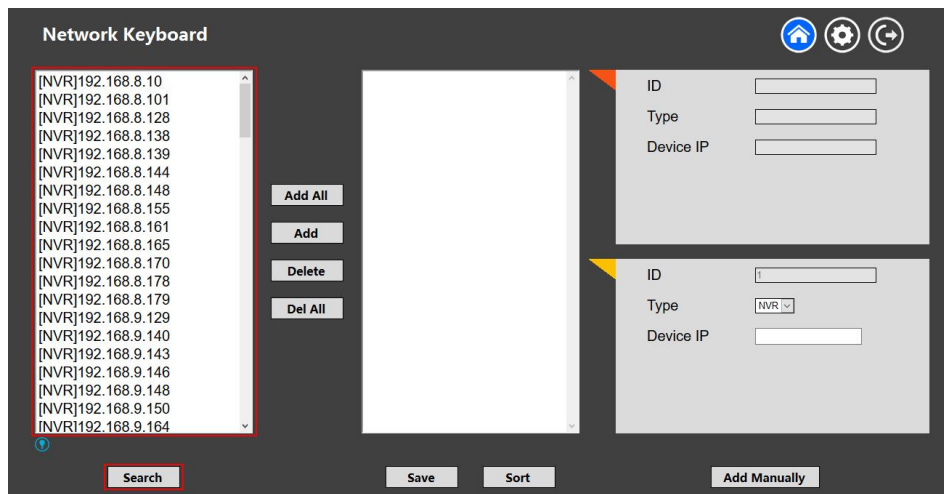 Network Keyboard
[NVR]192.168.8.10
[NVR]192.168.8.101
[NVR]192.168.8.128
[NVR]192.168.8.138
[NVR]192.168.8.139
[NVR]192.168.8.144
[NVR]192.168.8.148
[NVR]192.168.8.155
[NVR]192.168.8.161
[NVR]192.168.8.165
[NVR]192.168.8.170
[NVR]192.168.8.178
[NVR]192.168.8.179
[NVR]192.168.9.129
[NVR]192.168.9.140
[NVR]192.168.9.143
[NVR]192.168.9.146
[NVR]192.168.9.148
[NVR]192.168.9.150
[NVR]192.168.9.164
Search
Add All
Add
Delete
Del All
Save Sort
ID
Type
Device IP
ID 1
Type NVR
Device IP
Add Manually